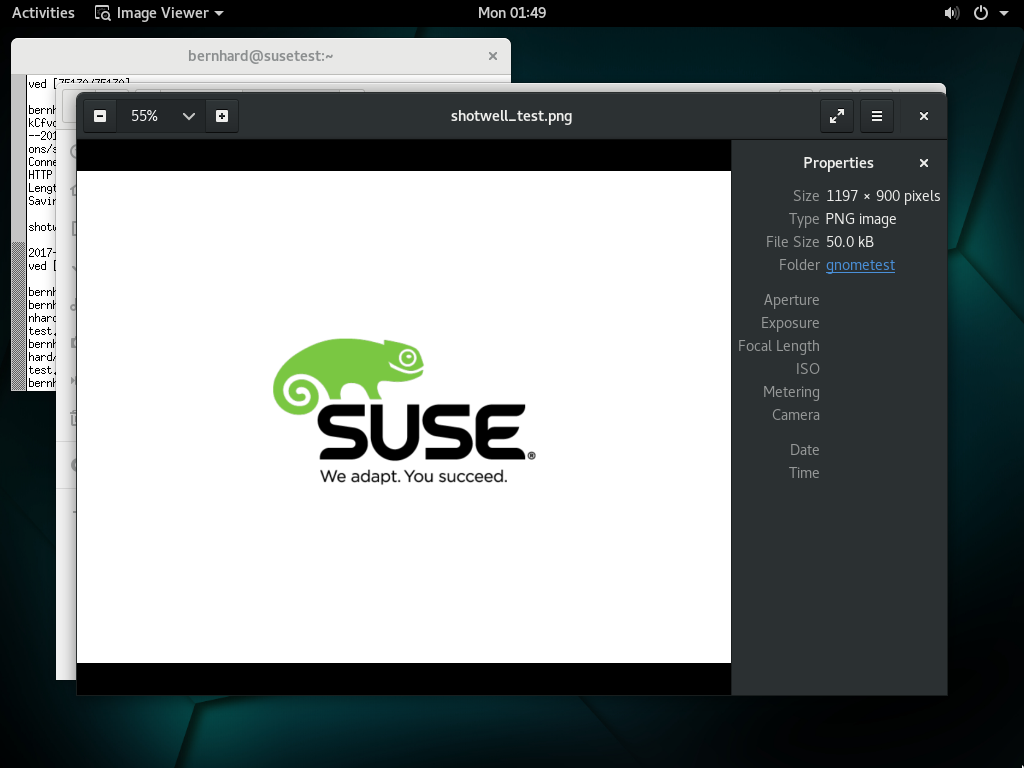 Activities Image Viewer Mon 01:49
bernhard@susetest:~
ved [75170/75170]
55% shotwell_test.png
bernh
kCfvd
--201
ons/s
Conne
HTTP
Lengt
Savin
shotw
2017-
ved [
bernh
bernh
nhard
test.
bernh
hard/
test.
bernh
SUSE®
We adapt. You succeed.
Properties
Size 1197 × 900 pixels
Type PNG image
File Size 50.0 kB
Folder gnometest
Aperture
Exposure
Focal Length
ISO
Metering
Camera
Date
Time